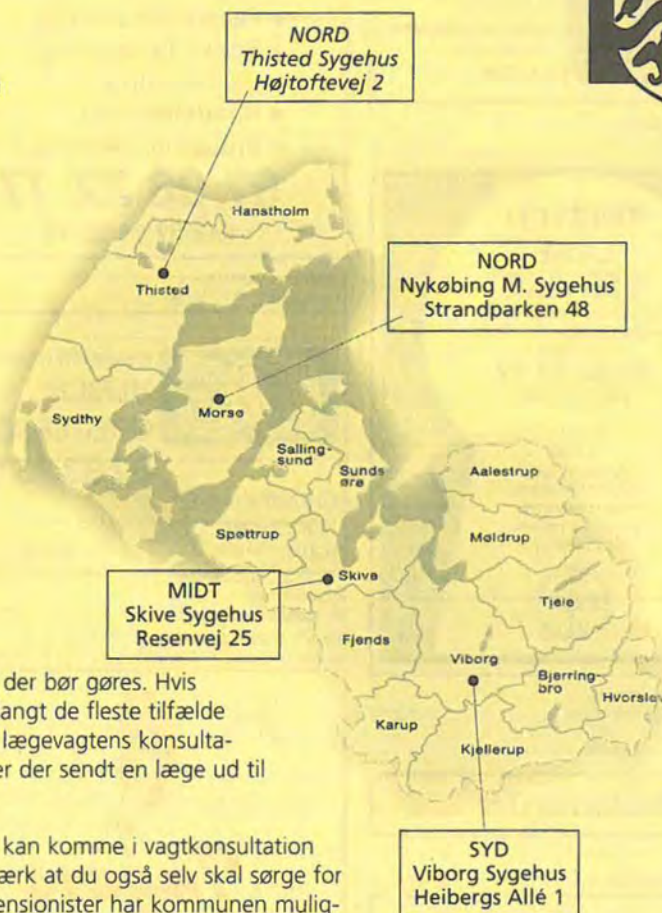 NORD
Thisted Sygehus
Højtoftevej 2
Hanstholm
Thisted
NORD
Nykøbing M. Sygehus
Strandparken 48
Sydthy
Morsø
Salling-
sund
Sunds
øre
Aalestrup
Spøttrup
Møldrup
Skive
MIDT
Skive Sygehus
Resenvej 25
Tjele
Fjends
Viborg
Bjerring-
bro
Hvorslev
Karup
Kjellerup
der bør gøres. Hvis
angt de fleste tilfælde
lægevagtens konsulta-
er der sendt en læge ud til
kan komme i vagtkonsultation
ærk at du også selv skal sørge for
ensionister har kommunen mulig-
SYD
Viborg Sygehus
Heibergs Allé 1